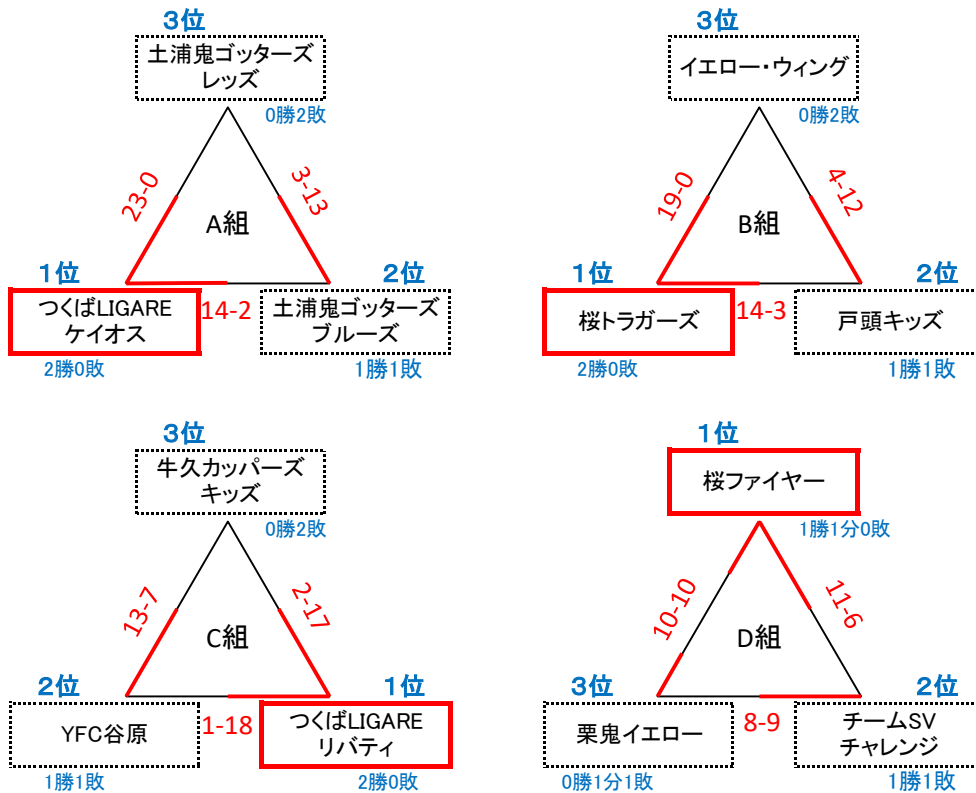 3位
土浦鬼ゴッターズ
レッズ
0勝2敗
23-0
3-13
A組
1位
つくばLIGARE
ケイオス
2勝0敗
14-2
2位
土浦鬼ゴッターズ
ブルーズ
1勝1敗
3位
イエロー・ウィング
0勝2敗
19-0
4-12
B組
1位
桜トラガーズ
2勝0敗
14-3
2位
戸頭キッズ
1勝1敗
3位
牛久カッパーズ
キッズ
0勝2敗
13-7
2-17
C組
2位
YFC谷原
1勝1敗
1-18
1位
つくばLIGARE
リバティ
2勝0敗
1位
桜ファイヤー
1勝1分0敗
10-10
11-6
D組
3位
栗鬼イエロー
0勝1分1敗
8-9
2位
チームSV
チャレンジ
1勝1敗